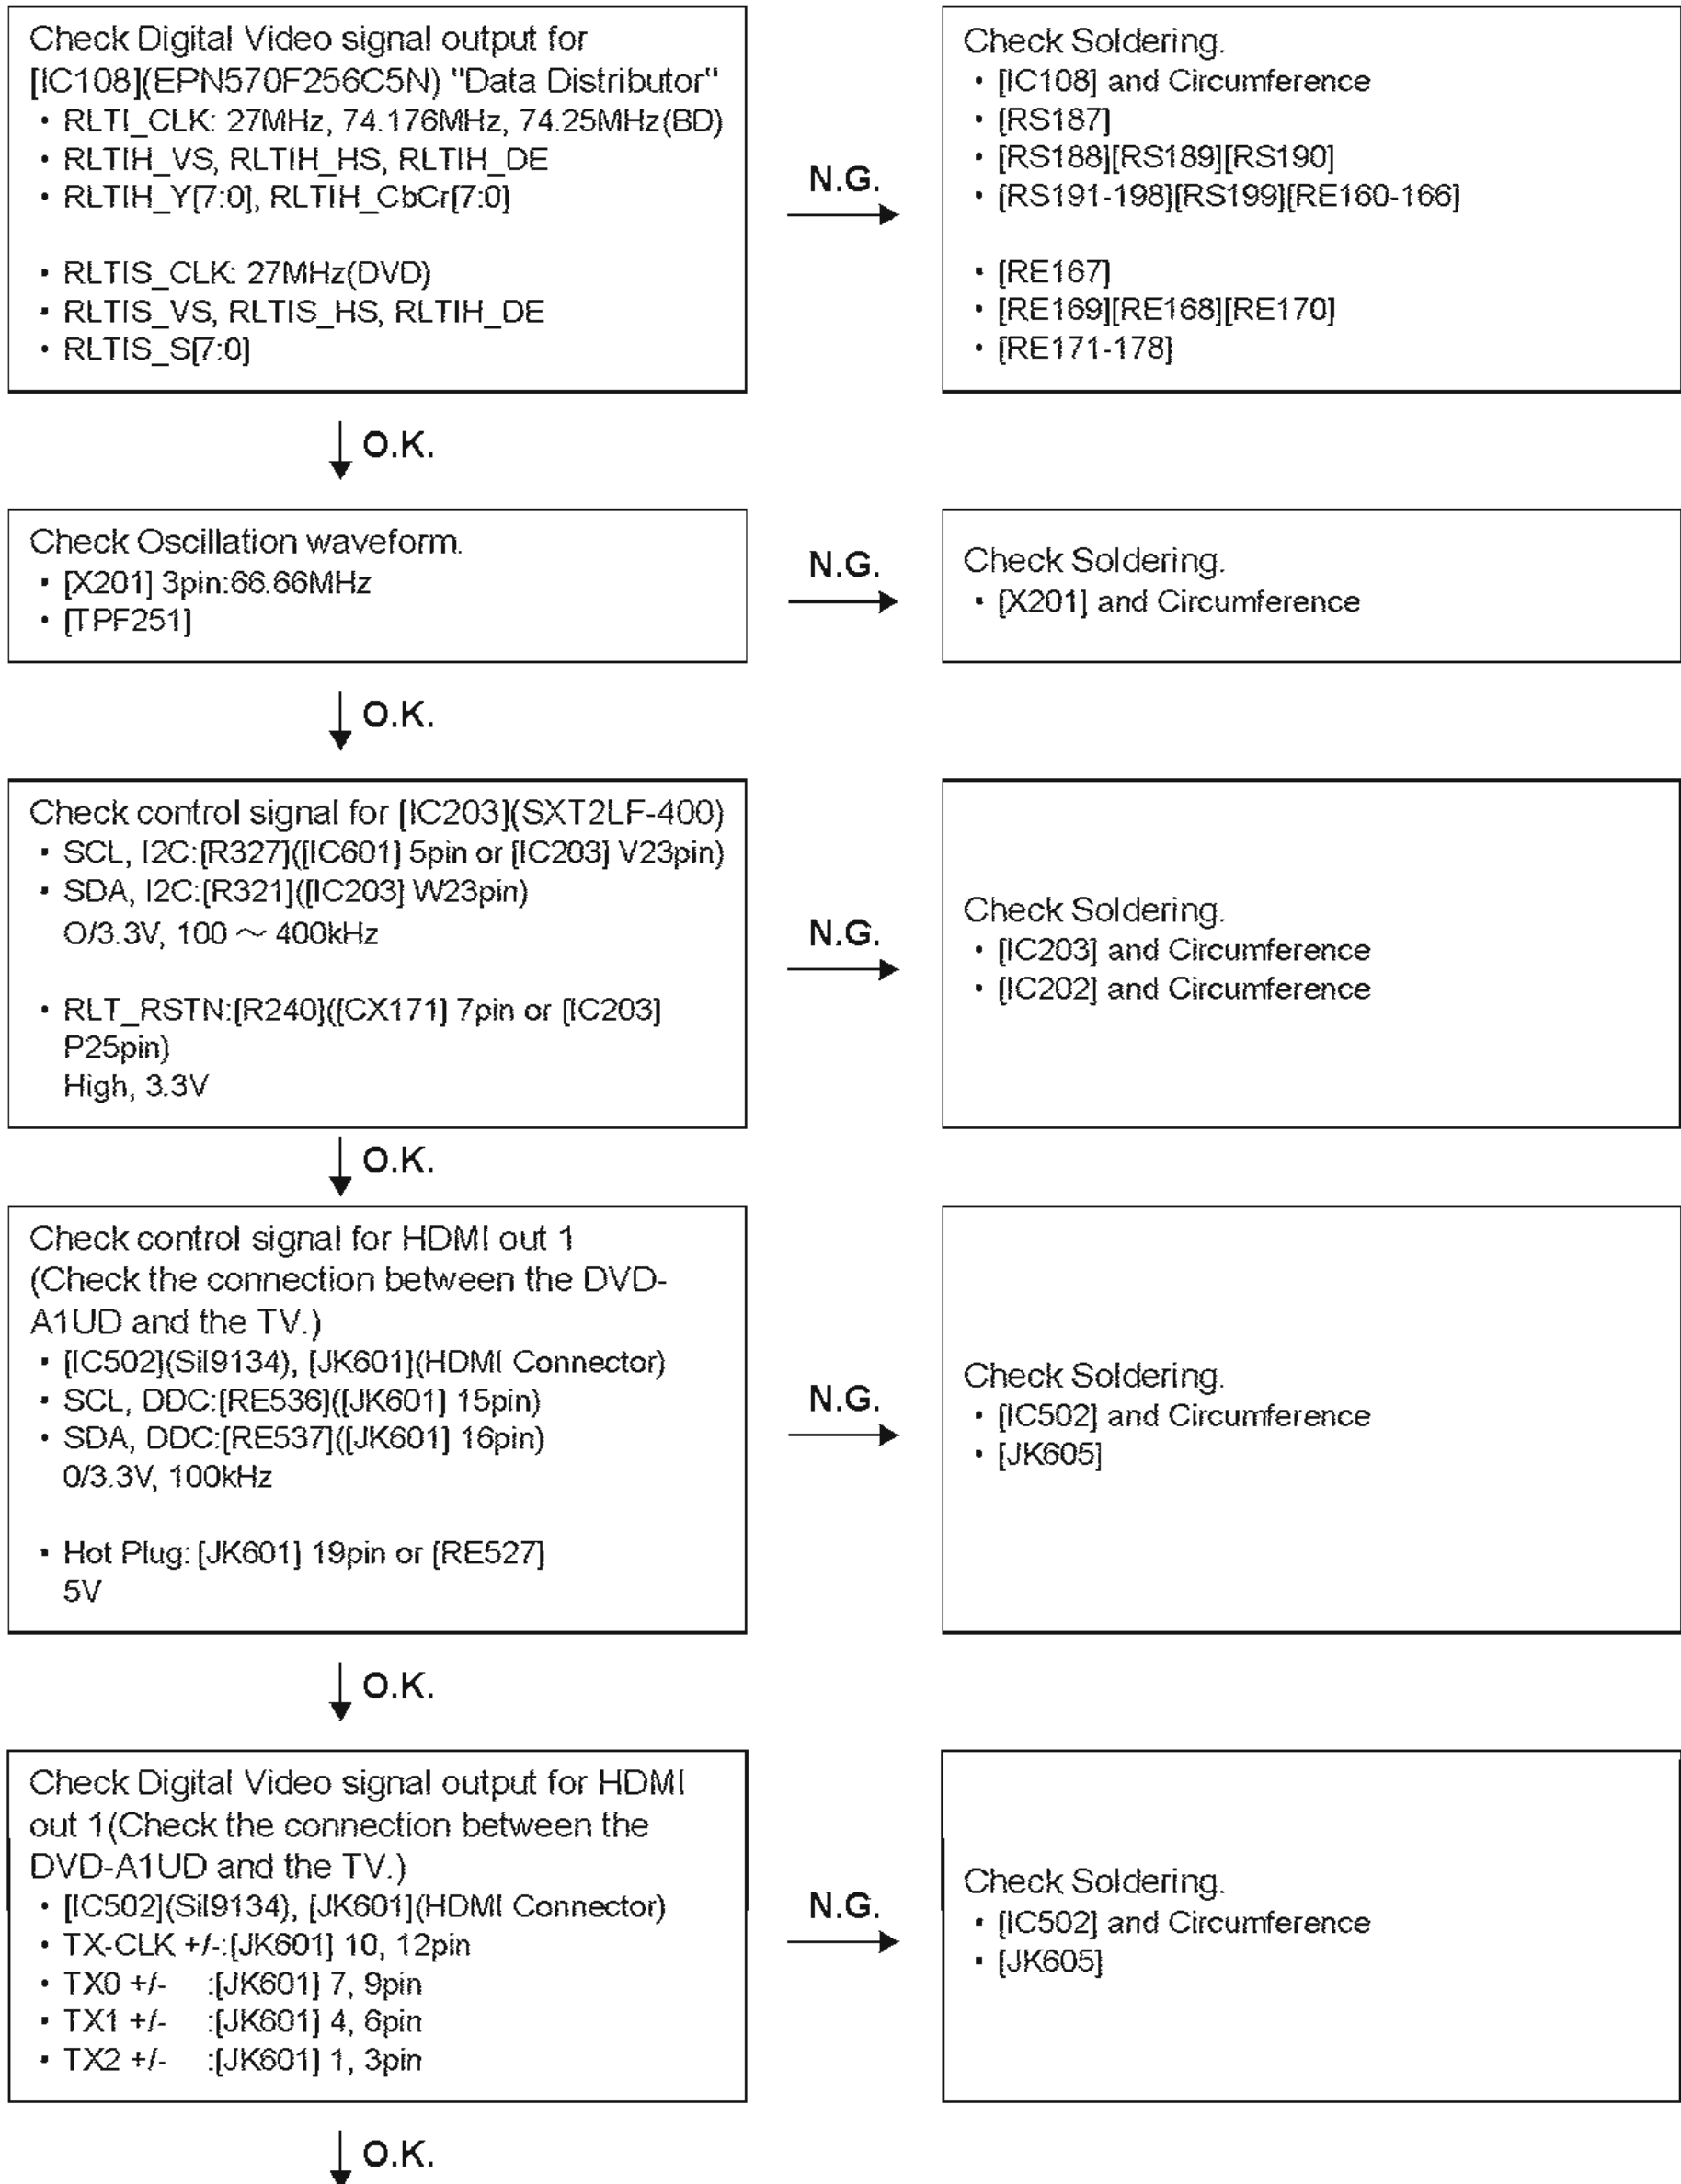 Check Digital Video signal output for
[IC108](EPN570F256C5N) "Data Distributor"
• RLTI_CLK: 27MHz, 74.176MHz, 74.25MHz(BD)
• RLTIH_VS, RLTIH_HS, RLTIH_DE
• RLTIH_Y[7:0], RLTIH_CbCr[7:0]
• RLTIS_CLK: 27MHz(DVD)
• RLTIS_VS, RLTIS_HS, RLTIH_DE
• RLTIS_S[7:0]
N.G.
Check Soldering.
• [IC108] and Circumference
• [RS187]
• [RS188][RS189][RS190]
• [RS191-198][RS199][RE160-166]
• [RE167]
• [RE169][RE168][RE170]
• [RE171-178]
O.K.
Check Oscillation waveform.
• [X201] 3pin:66.66MHz
• [TPF251]
N.G.
Check Soldering.
• [X201] and Circumference
O.K.
Check control signal for [IC203](SXT2LF-400)
• SCL, I2C:[R327]([IC601] 5pin or [IC203] V23pin)
• SDA, I2C:[R321]([IC203] W23pin)
O/3.3V, 100 ～ 400kHz
• RLT_RSTN:[R240]([CX171] 7pin or [IC203]
P25pin)
High, 3.3V
N.G.
Check Soldering.
• [IC203] and Circumference
• [IC202] and Circumference
O.K.
Check control signal for HDMI out 1
(Check the connection between the DVD-
A1UD and the TV.)
• [IC502](SiI9134), [JK601](HDMI Connector)
• SCL, DDC:[RE536]([JK601] 15pin)
• SDA, DDC:[RE537]([JK601] 16pin)
0/3.3V, 100kHz
• Hot Plug: [JK601] 19pin or [RE527]
5V
N.G.
Check Soldering.
• [IC502] and Circumference
• [JK605]
O.K.
Check Digital Video signal output for HDMI
out 1(Check the connection between the
DVD-A1UD and the TV.)
• [IC502](SiI9134), [JK601](HDMI Connector)
• TX-CLK +/-:[JK601] 10, 12pin
• TX0 +/- :[JK601] 7, 9pin
• TX1 +/- :[JK601] 4, 6pin
• TX2 +/- :[JK601] 1, 3pin
N.G.
Check Soldering.
• [IC502] and Circumference
• [JK605]
O.K.